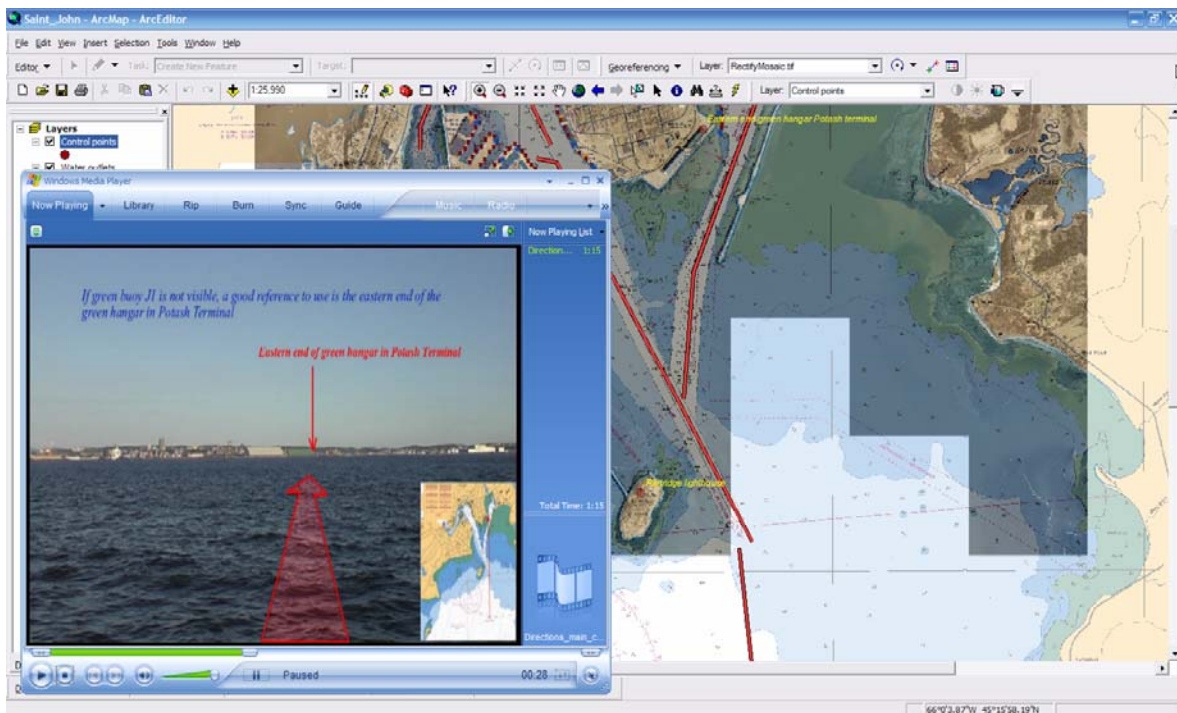 Saint_John - ArcMap - ArcEditor
File Edit View Insert Selection Tools Window Help
Editor Task: Create New Feature Target: Georeferencing Layer: RectifyMosaic.tif
1:25,990 Layer: Control points
Layers
Control points
Water outlets
Eastern end green hangar Potash terminal
Partridge lighthouse
Windows Media Player
Now Playing Library Rip Burn Sync Guide Music Radio
Now Playing List
Direction... 1:15
If green buoy J1 is not visible, a good reference to use is the eastern end of the
green hangar in Potash Terminal
Eastern end of green hangar in Potash Terminal
Total Time: 1:15
Directions_main_c...
Paused 00:28
66°0'3.87"W 45°15'58.19"N